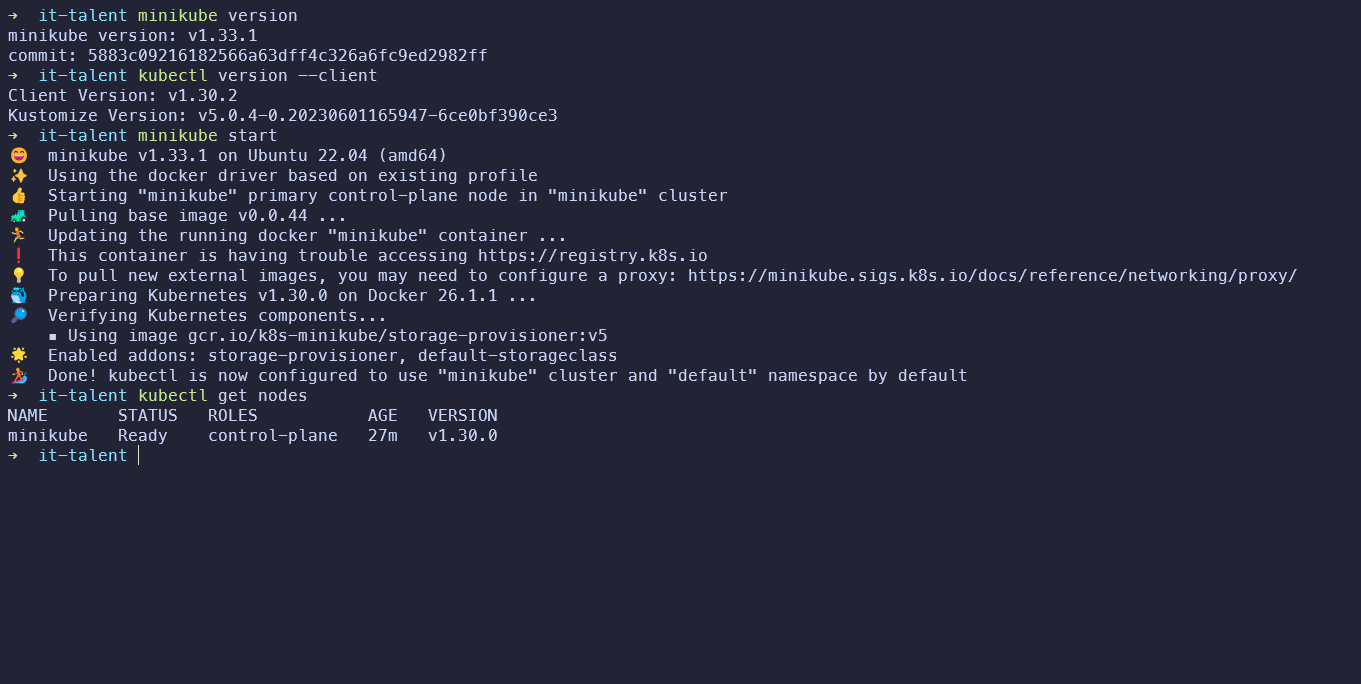 ➜  it-talent minikube version
minikube version: v1.33.1
commit: 5883c09216182566a63dff4c326a6fc9ed2982ff
➜  it-talent kubectl version --client
Client Version: v1.30.2
Kustomize Version: v5.0.4-0.20230601165947-6ce0bf390ce3
➜  it-talent minikube start
😄  minikube v1.33.1 on Ubuntu 22.04 (amd64)
✨  Using the docker driver based on existing profile
👍  Starting "minikube" primary control-plane node in "minikube" cluster
🚜  Pulling base image v0.0.44 ...
🏃  Updating the running docker "minikube" container ...
❗  This container is having trouble accessing https://registry.k8s.io
💡  To pull new external images, you may need to configure a proxy: https://minikube.sigs.k8s.io/docs/reference/networking/proxy/
🐳  Preparing Kubernetes v1.30.0 on Docker 26.1.1 ...
🔎  Verifying Kubernetes components...
    ▪ Using image gcr.io/k8s-minikube/storage-provisioner:v5
🌟  Enabled addons: storage-provisioner, default-storageclass
🏄  Done! kubectl is now configured to use "minikube" cluster and "default" namespace by default
➜  it-talent kubectl get nodes
NAME       STATUS   ROLES           AGE   VERSION
minikube   Ready    control-plane   27m   v1.30.0
➜  it-talent